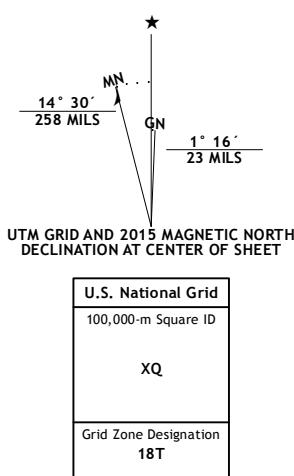 ★
MN
GN
14° 30´
258 MILS
1° 16´
23 MILS
UTM GRID AND 2015 MAGNETIC NORTH
DECLINATION AT CENTER OF SHEET
U.S. National Grid
100,000-m Square ID
XQ
Grid Zone Designation
18T